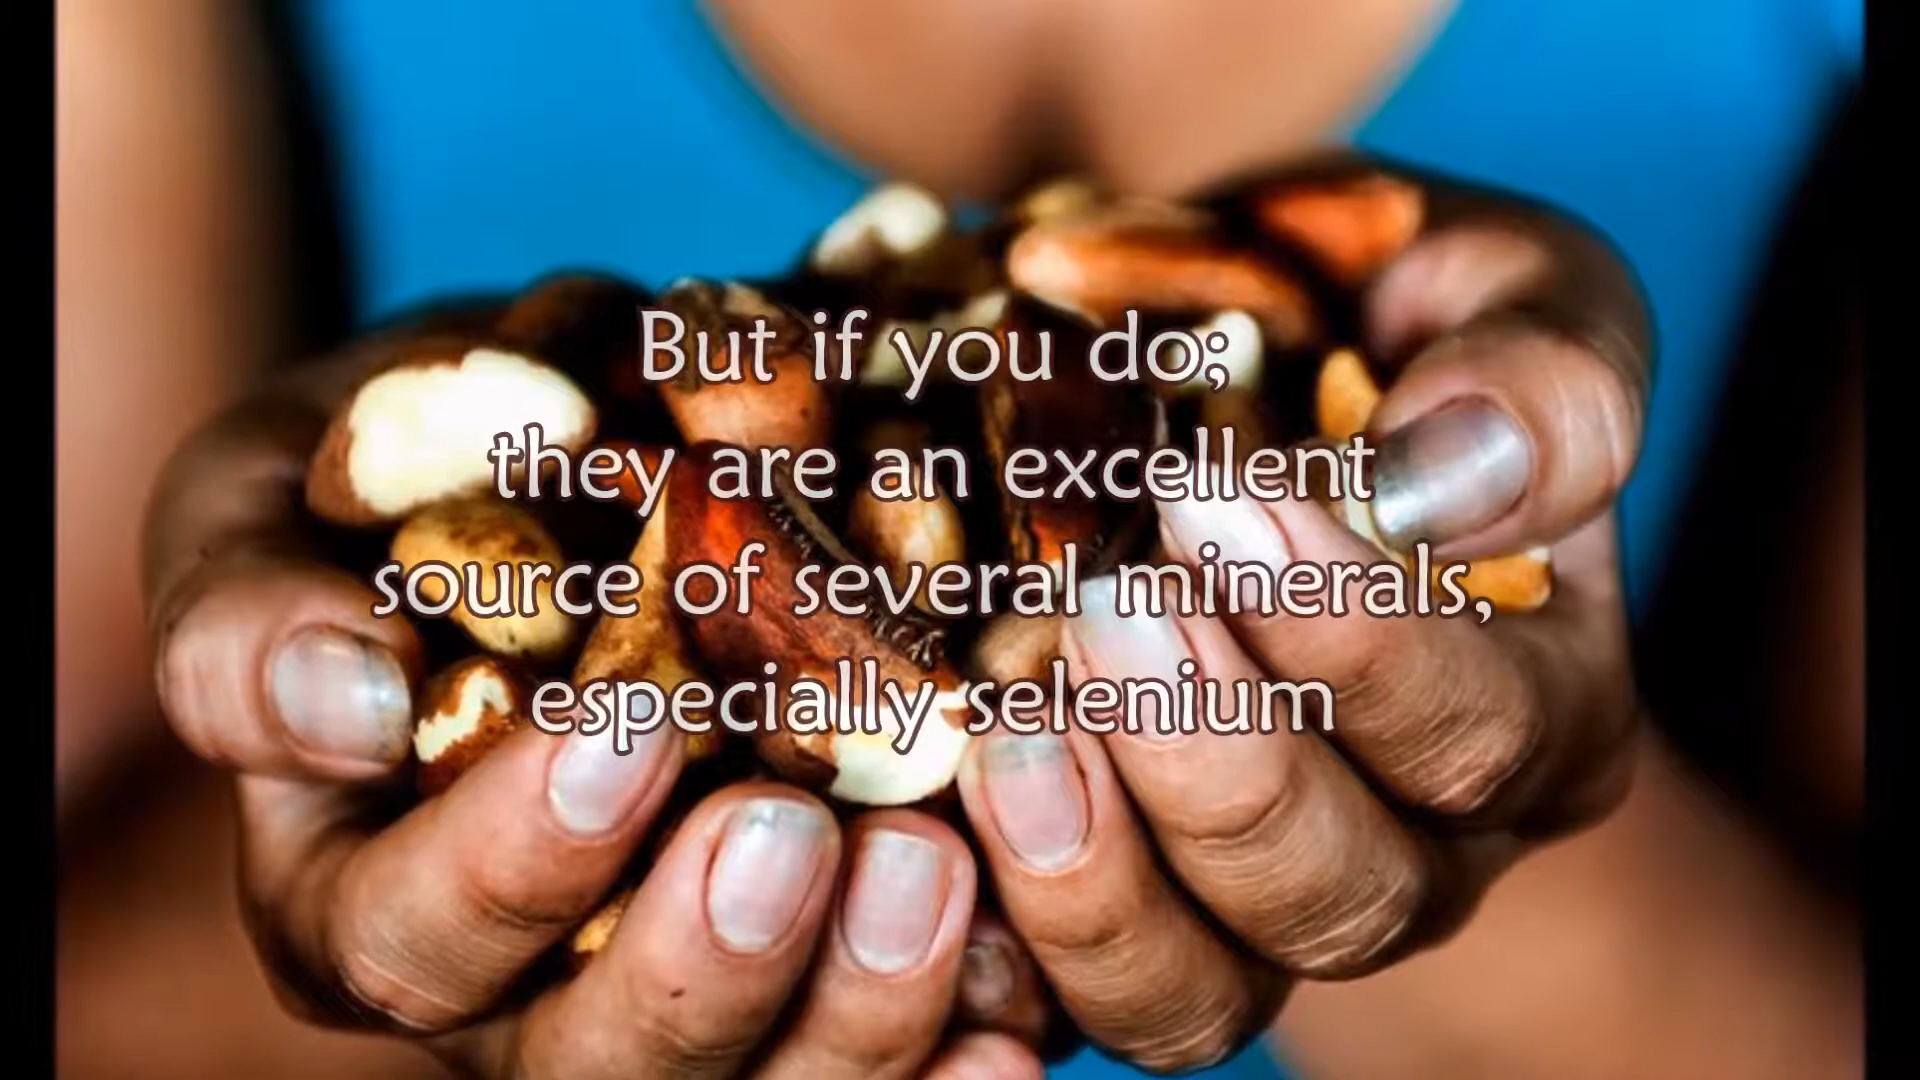 But if you do;
they are an excellent
source of several minerals,
especially selenium